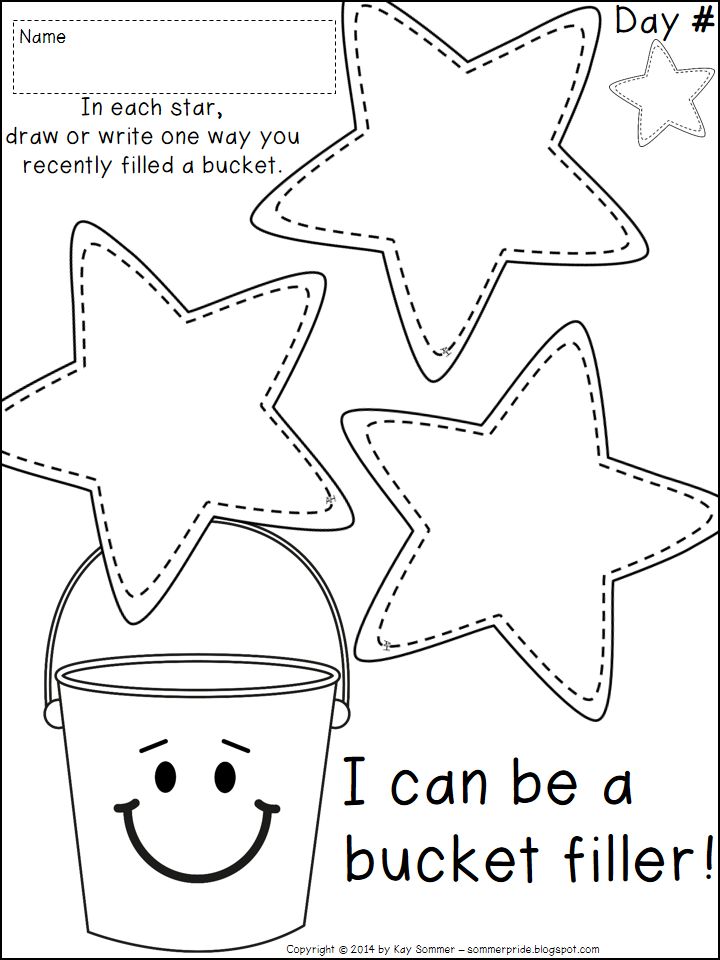 Day #
Name
In each star,
draw or write one way you
recently filled a bucket.
I can be a
bucket filler!
Copyright © 2014 by Kay Sommer – sommerpride.blogspot.com